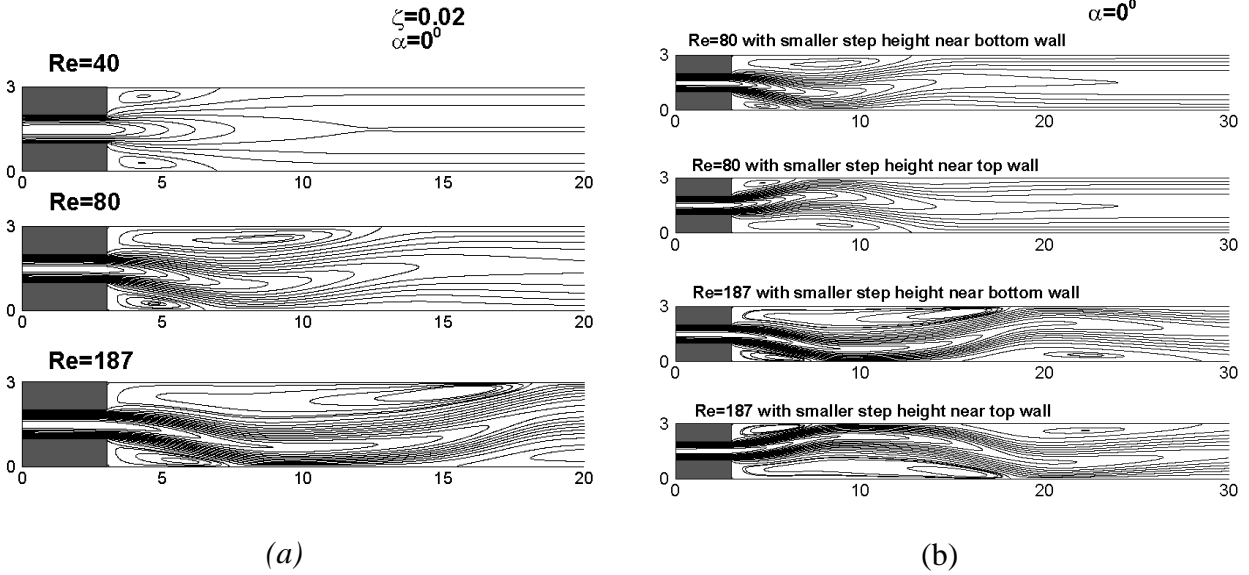 ζ=0.02
α=0⁰
Re=40
3
0
0 5 10 15 20
Re=80
3
0
0 5 10 15 20
Re=187
3
0
0 5 10 15 20
(a)
α=0⁰
Re=80 with smaller step height near bottom wall
3
0
0 10 20 30
Re=80 with smaller step height near top wall
3
0
0 10 20 30
Re=187 with smaller step height near bottom wall
3
0
0 10 20 30
Re=187 with smaller step height near top wall
3
0
0 10 20 30
(b)